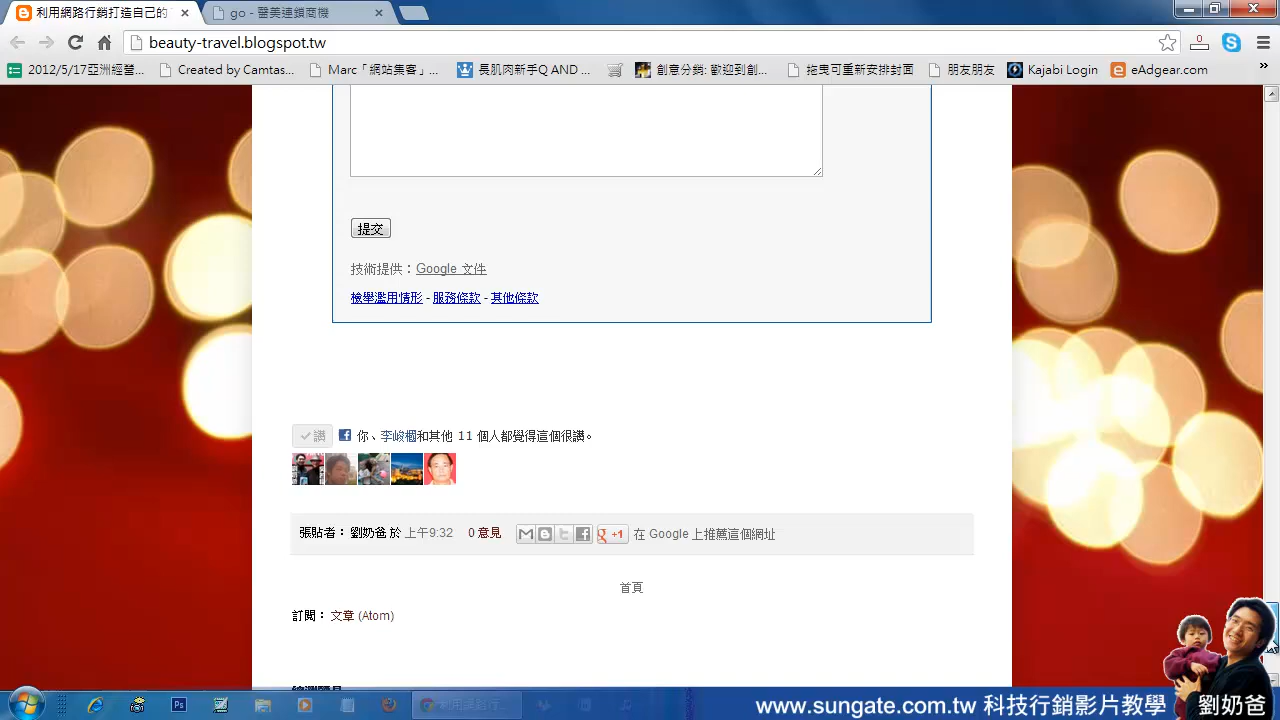 利用網路行銷打造自己的
go - 醫美連鎖商機
beauty-travel.blogspot.tw
0
2012/5/17亞洲經營...
Created by Camtas...
Marc「網站集客」...
長肌肉新手Q AND ...
創意分銷: 歡迎到創...
拖曳可重新安排封面
朋友朋友
Kajabi Login
eAdgear.com
提交
技術提供：Google 文件
檢舉濫用情形 - 服務條款 - 其他條款
讚 你、李峻櫃和其他 11 個人都覺得這個很讚。
張貼者： 劉奶爸 於 上午9:32 0 意見 +1 在 Google 上推薦這個網址
首頁
訂閱： 文章 (Atom)
www.sungate.com.tw 科技行銷影片教學 劉奶爸